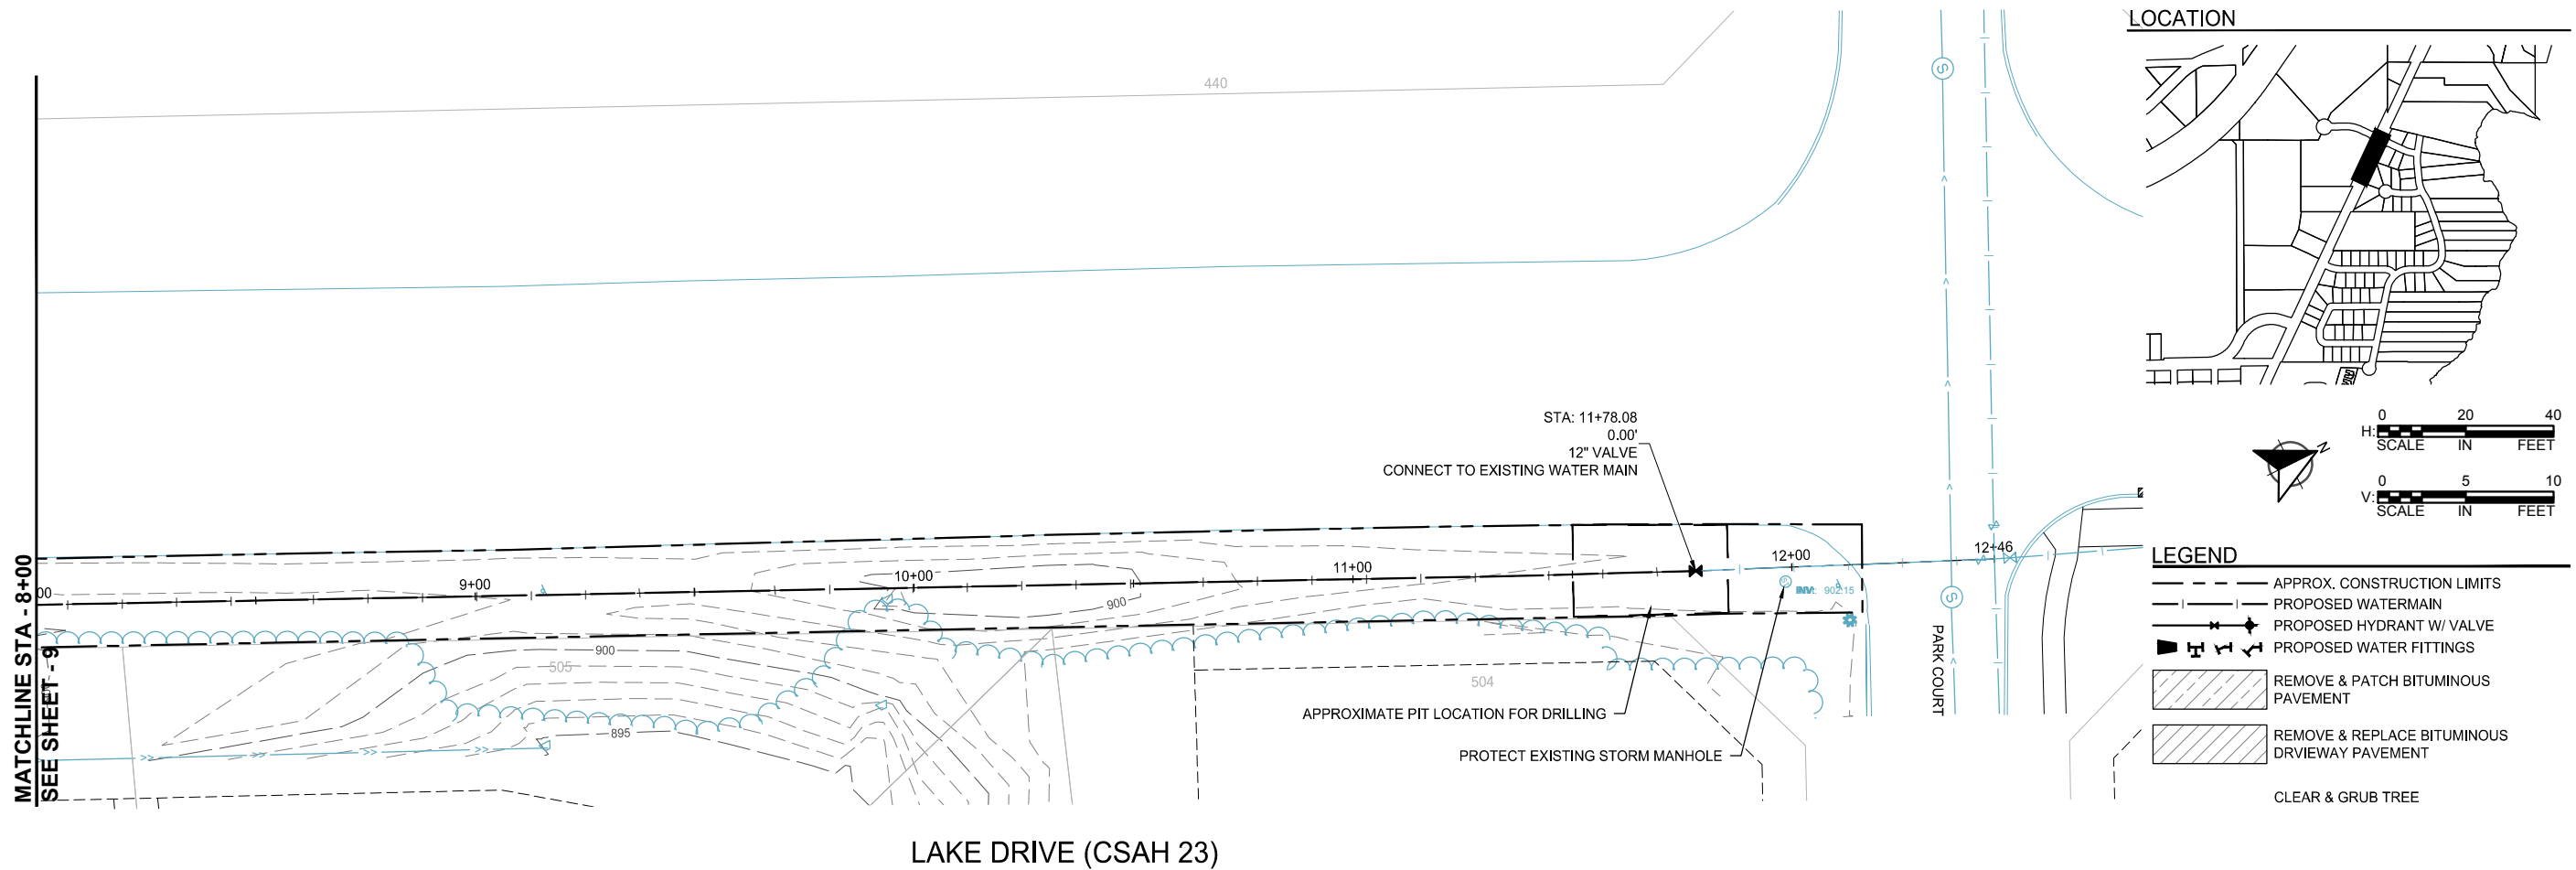 LOCATION
440
STA: 11+78.08
0.00'
12" VALVE
CONNECT TO EXISTING WATER MAIN
0 20 40
H:
SCALE IN FEET
0 5 10
V:
SCALE IN FEET
N
MATCHLINE STA - 8+00
SEE SHEET - 9
00
9+00
10+00
11+00
12+00
12+46
900
INV: 902.15
900
505
504
895
S
S
PARK COURT
APPROXIMATE PIT LOCATION FOR DRILLING
PROTECT EXISTING STORM MANHOLE
LEGEND
APPROX. CONSTRUCTION LIMITS
PROPOSED WATERMAIN
PROPOSED HYDRANT W/ VALVE
PROPOSED WATER FITTINGS
REMOVE & PATCH BITUMINOUS
PAVEMENT
REMOVE & REPLACE BITUMINOUS
DRVIEWAY PAVEMENT
CLEAR & GRUB TREE
LAKE DRIVE (CSAH 23)